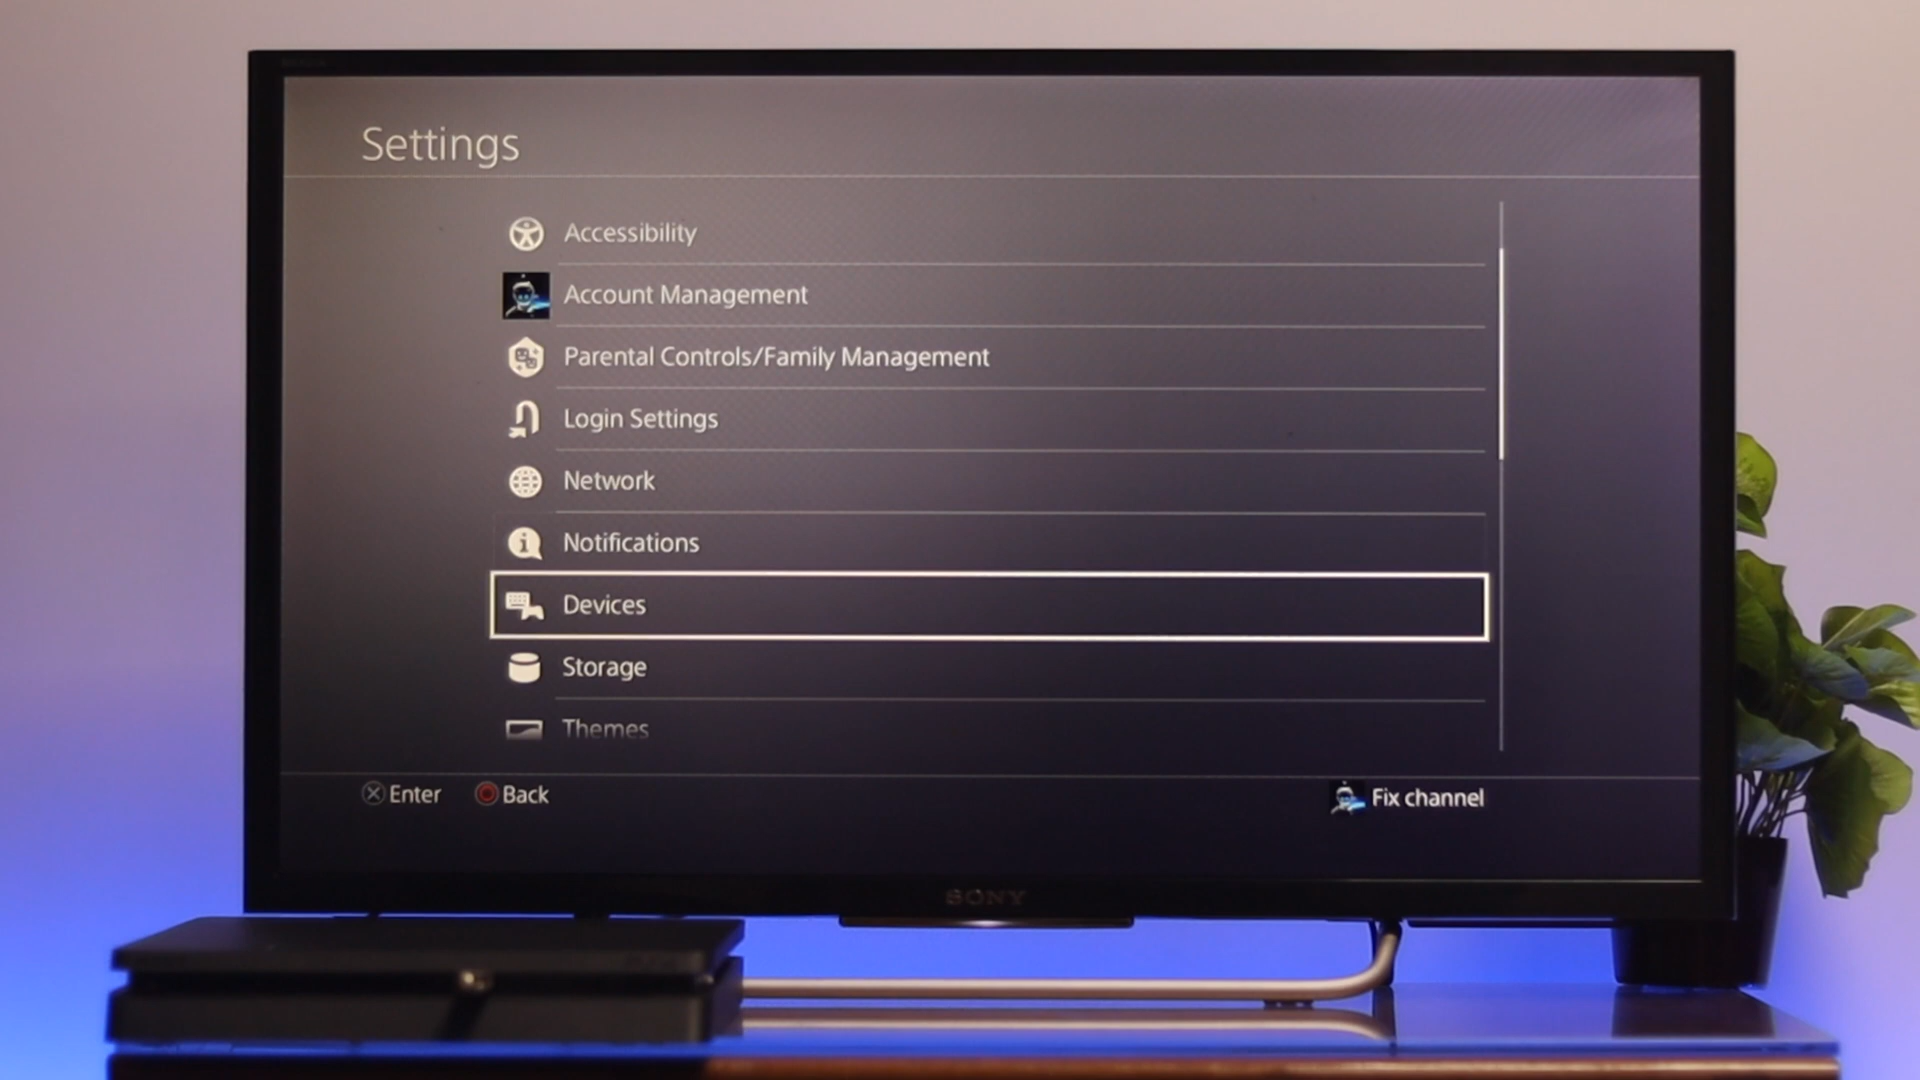 Settings
Accessibility
Account Management
Parental Controls/Family Management
Login Settings
Network
Notifications
Devices
Storage
Themes
Enter
Back
Fix channel
SONY